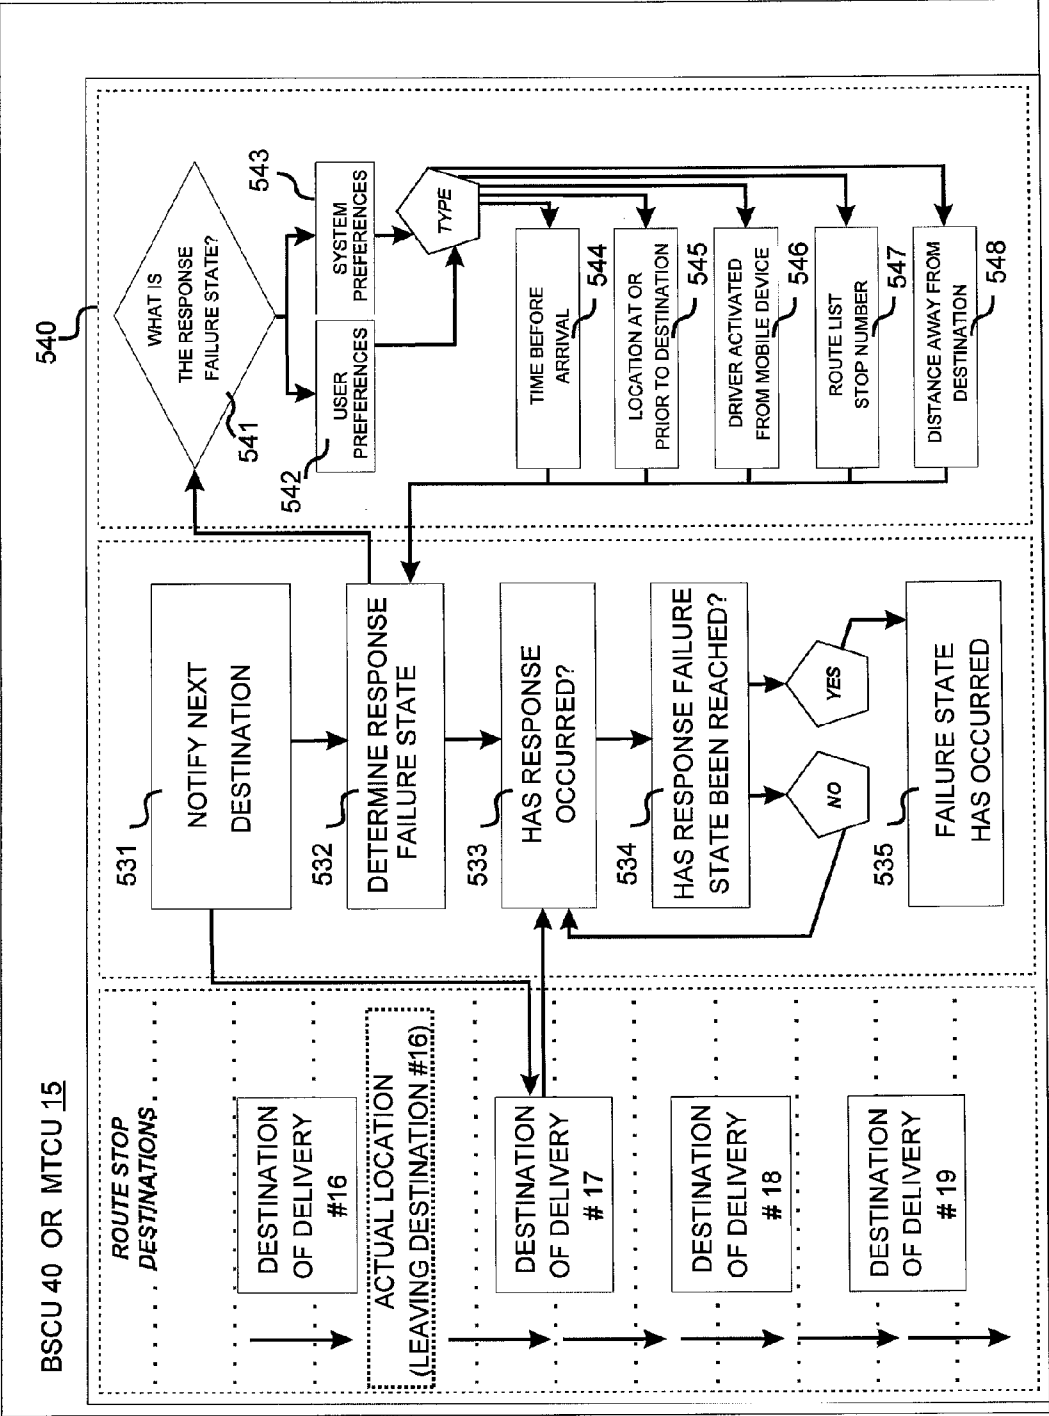 BSCU 40 OR MTCU 15
ROUTE STOP
DESTINATIONS
DESTINATION
OF DELIVERY
#16
ACTUAL LOCATION
(LEAVING DESTINATION #16)
DESTINATION
OF DELIVERY
# 17
DESTINATION
OF DELIVERY
# 18
DESTINATION
OF DELIVERY
# 19
531
NOTIFY NEXT
DESTINATION
532
DETERMINE RESPONSE
FAILURE STATE
533
HAS RESPONSE
OCCURRED?
534
HAS RESPONSE FAILURE
STATE BEEN REACHED?
NO
YES
535
FAILURE STATE
HAS OCCURRED
540
WHAT IS
THE RESPONSE
FAILURE STATE?
541
542
USER
PREFERENCES
543
SYSTEM
PREFERENCES
TYPE
TIME BEFORE
ARRIVAL
544
LOCATION AT OR
PRIOR TO DESTINATION
545
DRIVER ACTIVATED
FROM MOBILE DEVICE
546
ROUTE LIST
STOP NUMBER
547
DISTANCE AWAY FROM
DESTINATION
548